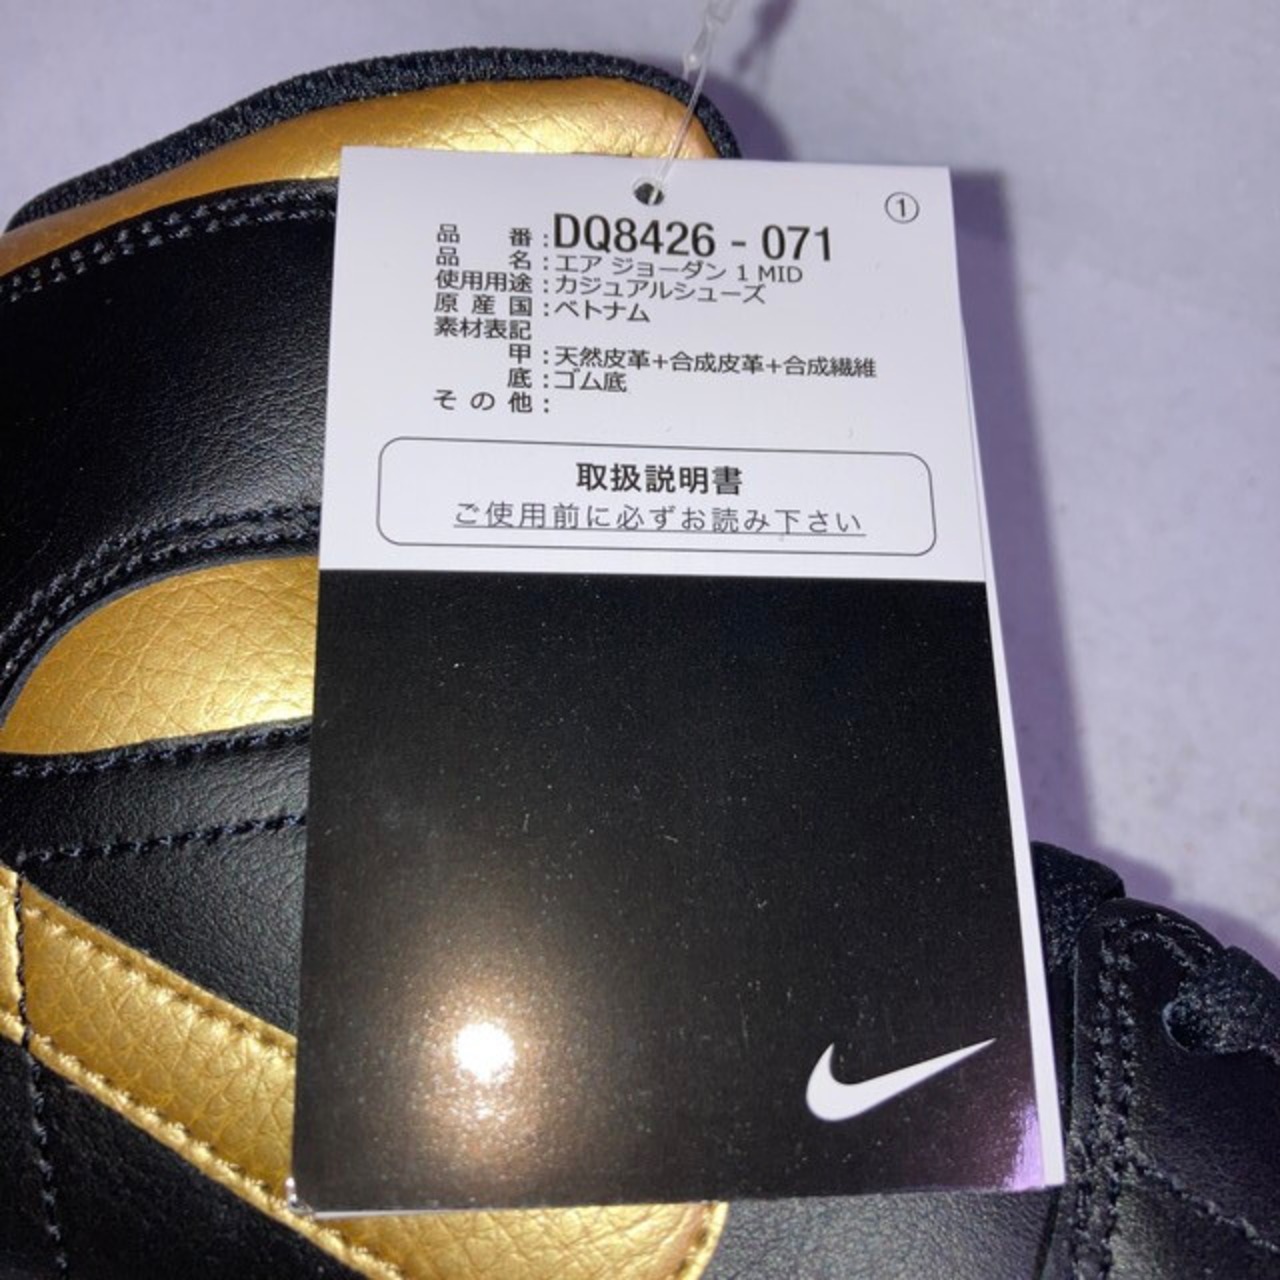 ①
品番:DQ8426 - 071
品名:エア ジョーダン 1 MID
使用用途:カジュアルシューズ
原産国:ベトナム
素材表記
甲:天然皮革+合成皮革+合成繊維
底:ゴム底
その他:
取扱説明書
ご使用前に必ずお読み下さい